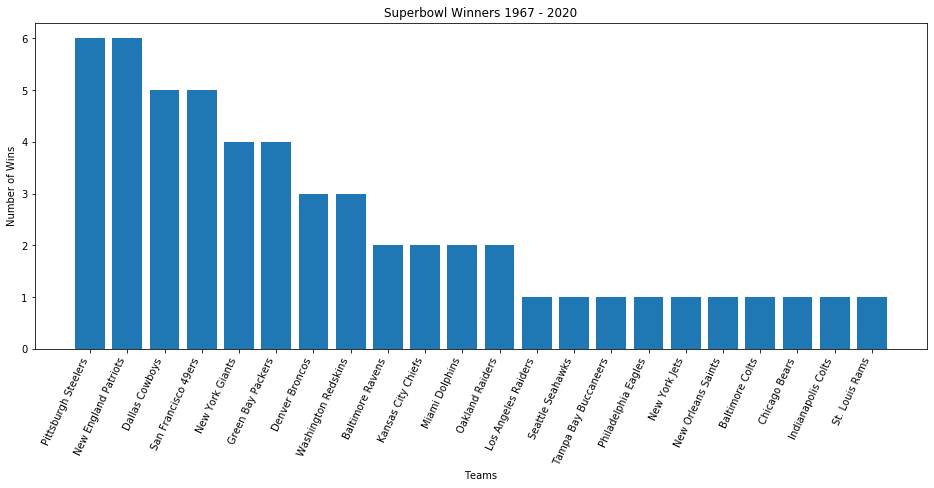 Superbowl Winners 1967 - 2020
Number of Wins
6
5
4
3
2
1
0
Pittsburgh Steelers
New England Patriots
Dallas Cowboys
San Francisco 49ers
New York Giants
Green Bay Packers
Denver Broncos
Washington Redskins
Baltimore Ravens
Kansas City Chiefs
Miami Dolphins
Oakland Raiders
Los Angeles Raiders
Seattle Seahawks
Tampa Bay Buccaneers
Philadelphia Eagles
New York Jets
New Orleans Saints
Baltimore Colts
Chicago Bears
Indianapolis Colts
St. Louis Rams
Teams